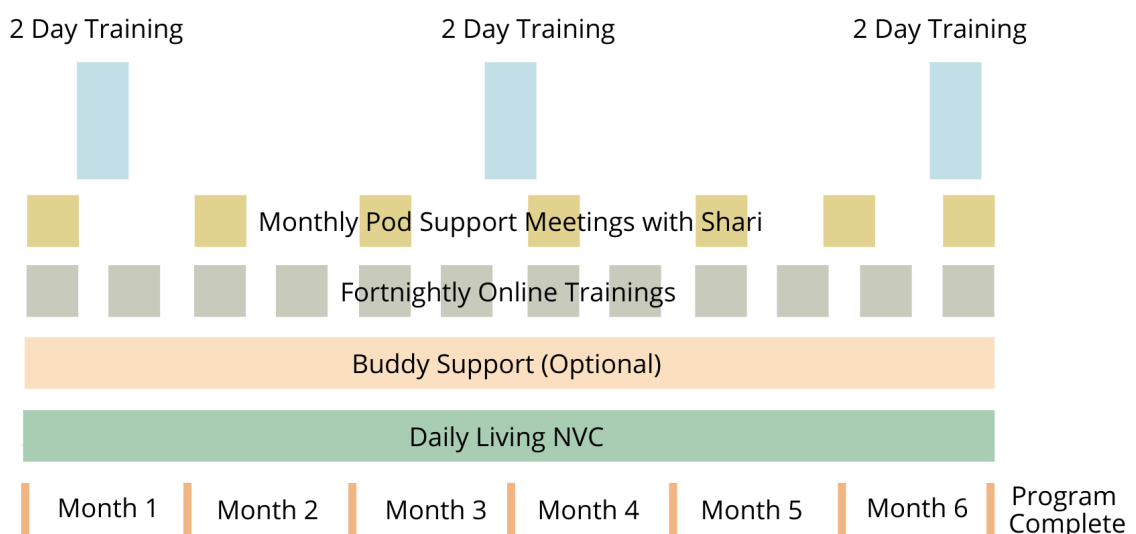 2 Day Training
2 Day Training
2 Day Training
Monthly Pod Support Meetings with Shari
Fortnightly Online Trainings
Buddy Support (Optional)
Daily Living NVC
Month 1
Month 2
Month 3
Month 4
Month 5
Month 6
Program
Complete